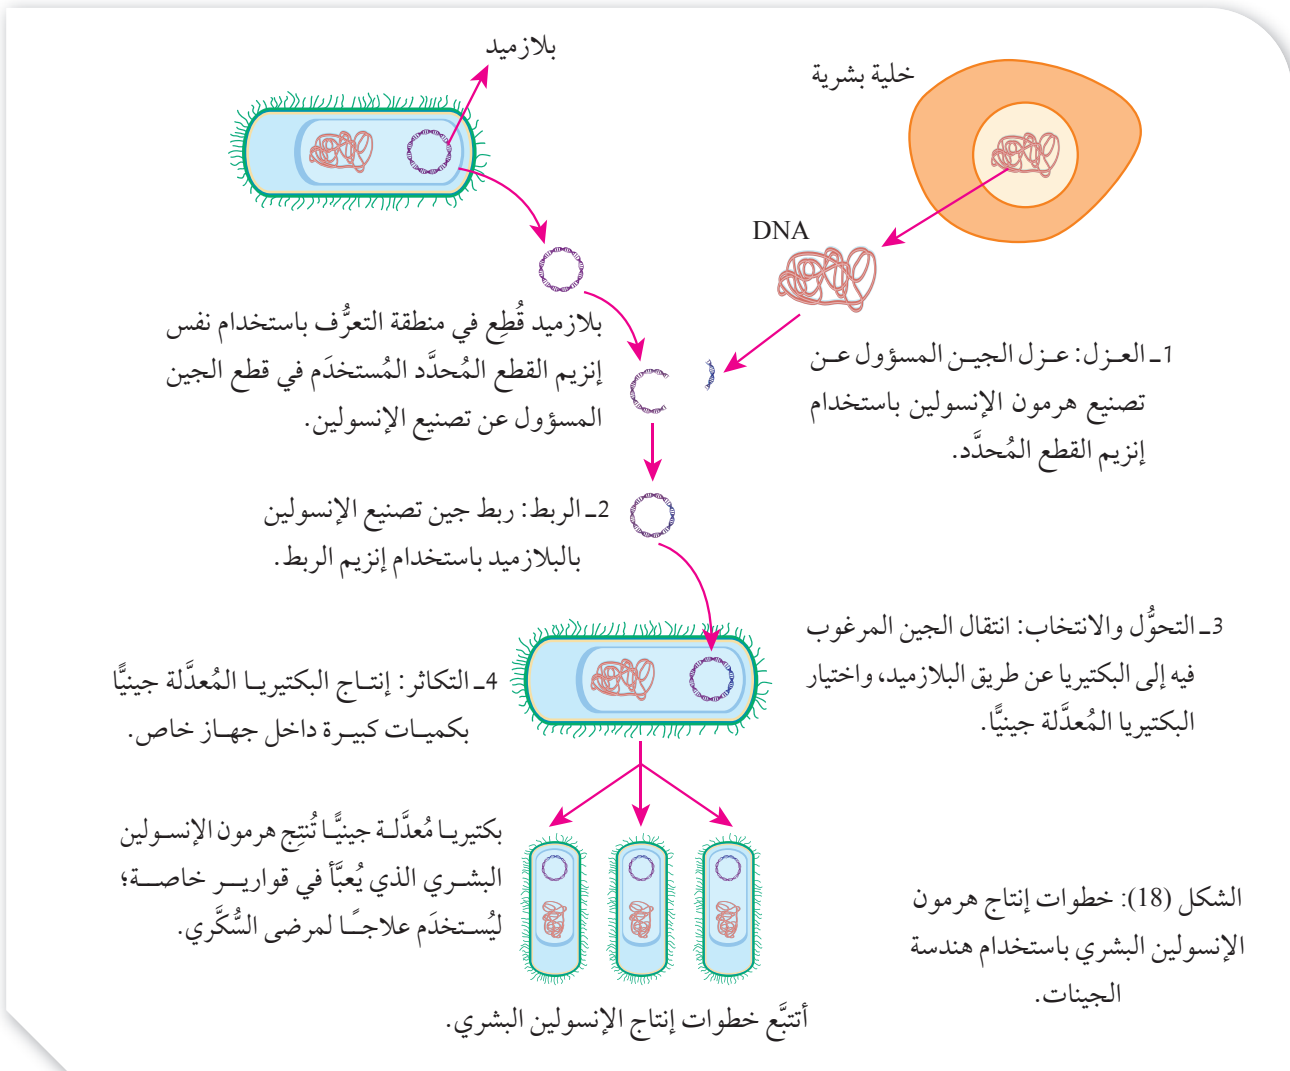 بلازميد
خلية بشرية
DNA
1ـ العـزل: عـزل الجيـن المسؤول عـن
تصنيع هرمون الإنسولين باستخدام
إنزيم القطع المُحدَّد.
بلازميد قُطِع في منطقة التعرُّف باستخدام نفس
إنزيم القطع المُحدَّد المُستخدَم في قطع الجين
المسؤول عن تصنيع الإنسولين.
2ـ الربط: ربط جين تصنيع الإنسولين
بالبلازميد باستخدام إنزيم الربط.
3ـ التحوُّل والانتخاب: انتقال الجين المرغوب
فيه إلى البكتيريا عن طريق البلازميد، واختيار
البكتيريا المُعدَّلة جينيًّا.
4ـ التكاثر: إنتـاج البكتيريـا المُعدَّلة جينيًّا
بكميـات كبيـرة داخل جهـاز خاص.
بكتيريـا مُعدَّلـة جينيًّـا تُنتِج هرمون الإنسـولين
البشـري الذي يُعبَّأ في قواريـر خاصـة؛
ليُسـتخدَم علاجـًا لمرضى السُّكَّري.
الشكل (18): خطوات إنتاج هرمون
الإنسولين البشري باستخدام هندسة
الجينات.
أتتبَّع خطوات إنتاج الإنسولين البشري.